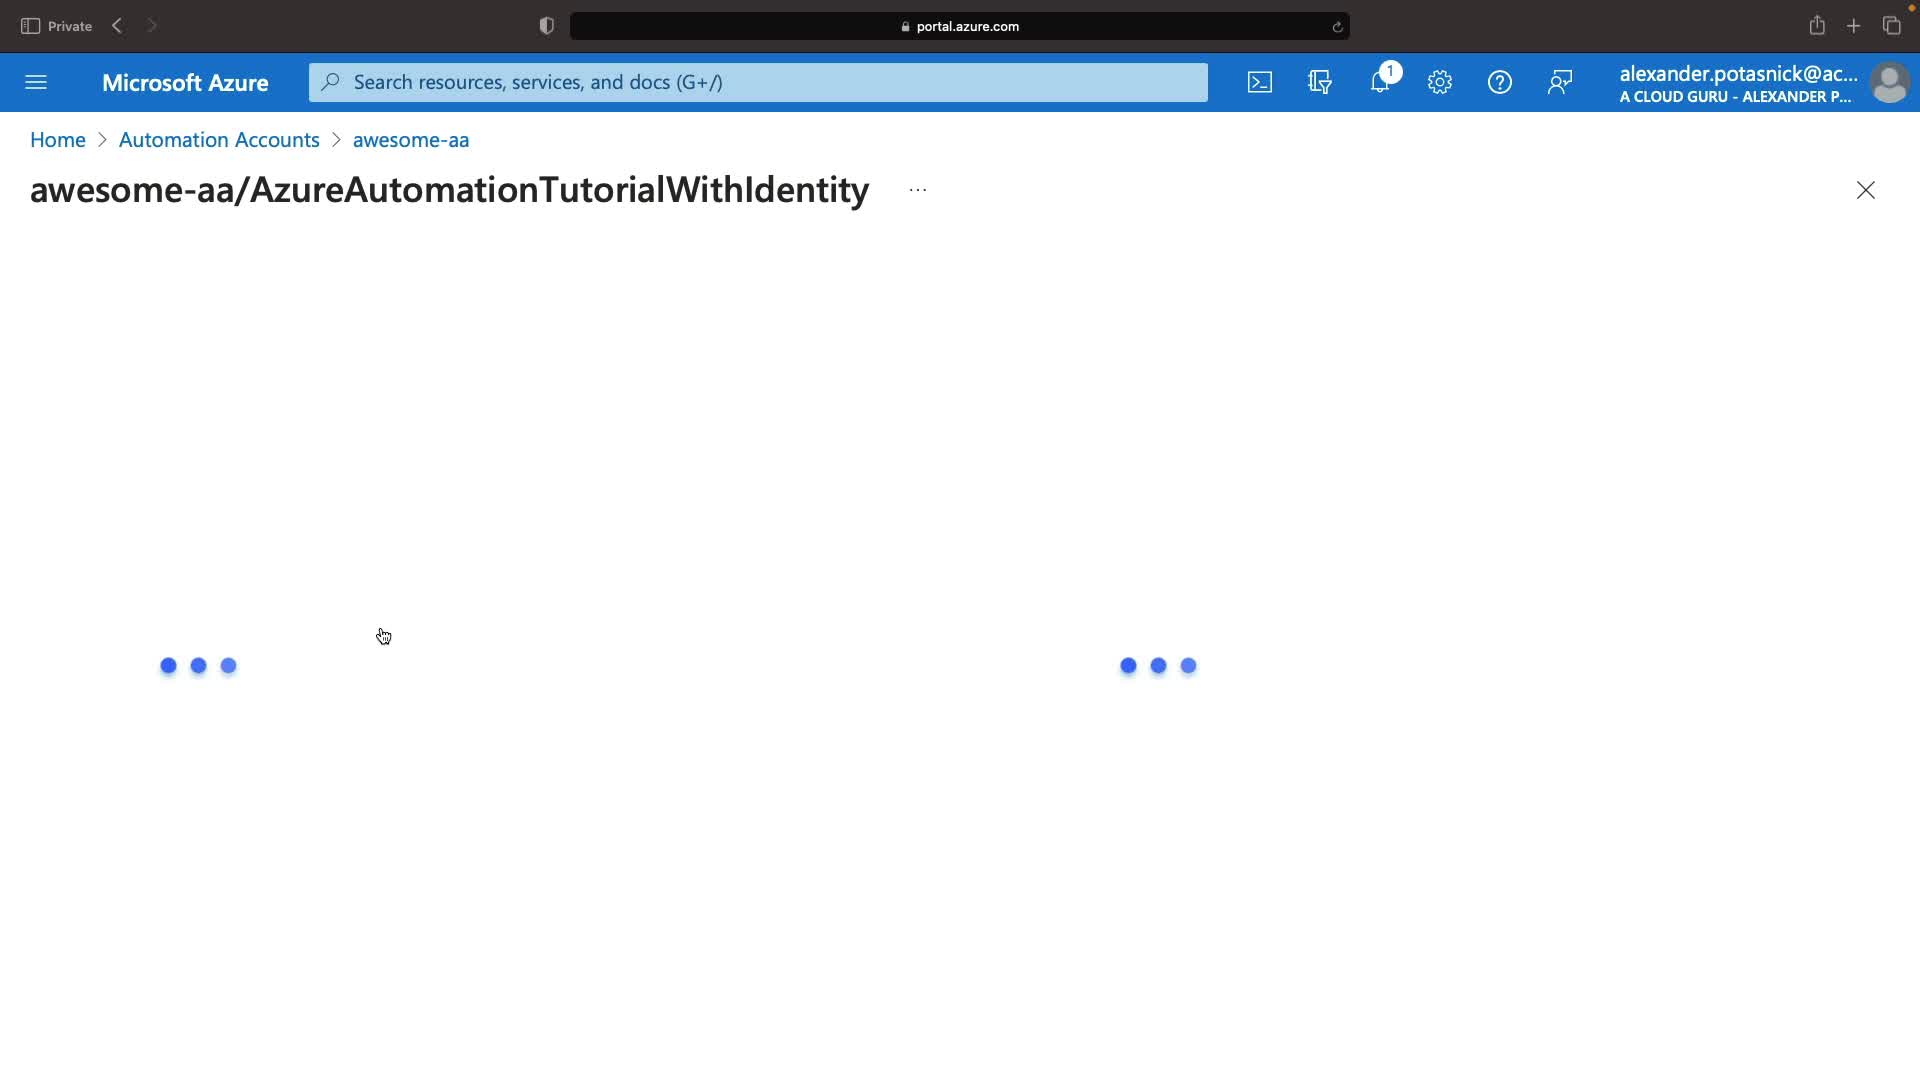 Private
portal.azure.com
Microsoft Azure
Search resources, services, and docs (G+/)
1
alexander.potasnick@ac...
A CLOUD GURU - ALEXANDER P...
Home > Automation Accounts > awesome-aa
awesome-aa/AzureAutomationTutorialWithIdentity ...